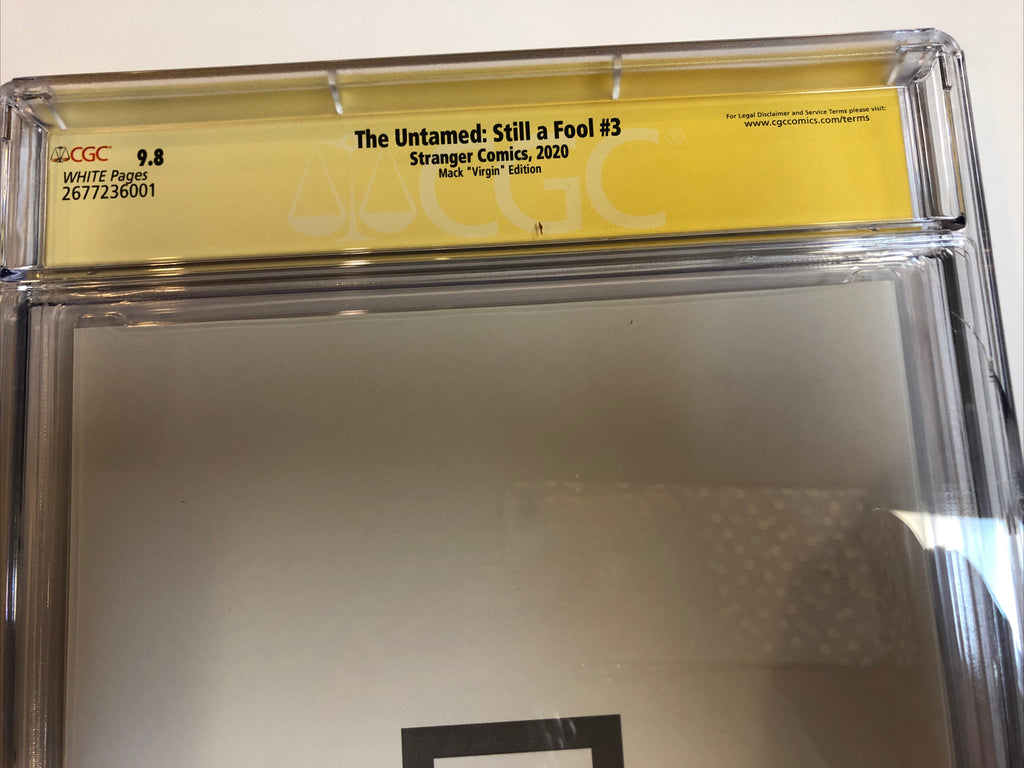 The Untamed: Still a Fool #3
Stranger Comics, 2020
Mack "Virgin" Edition
CGC 9.8
WHITE Pages
2677236001
For Legal Disclaimer and Service Terms please visit:
www.cgccomics.com/terms
CGC®